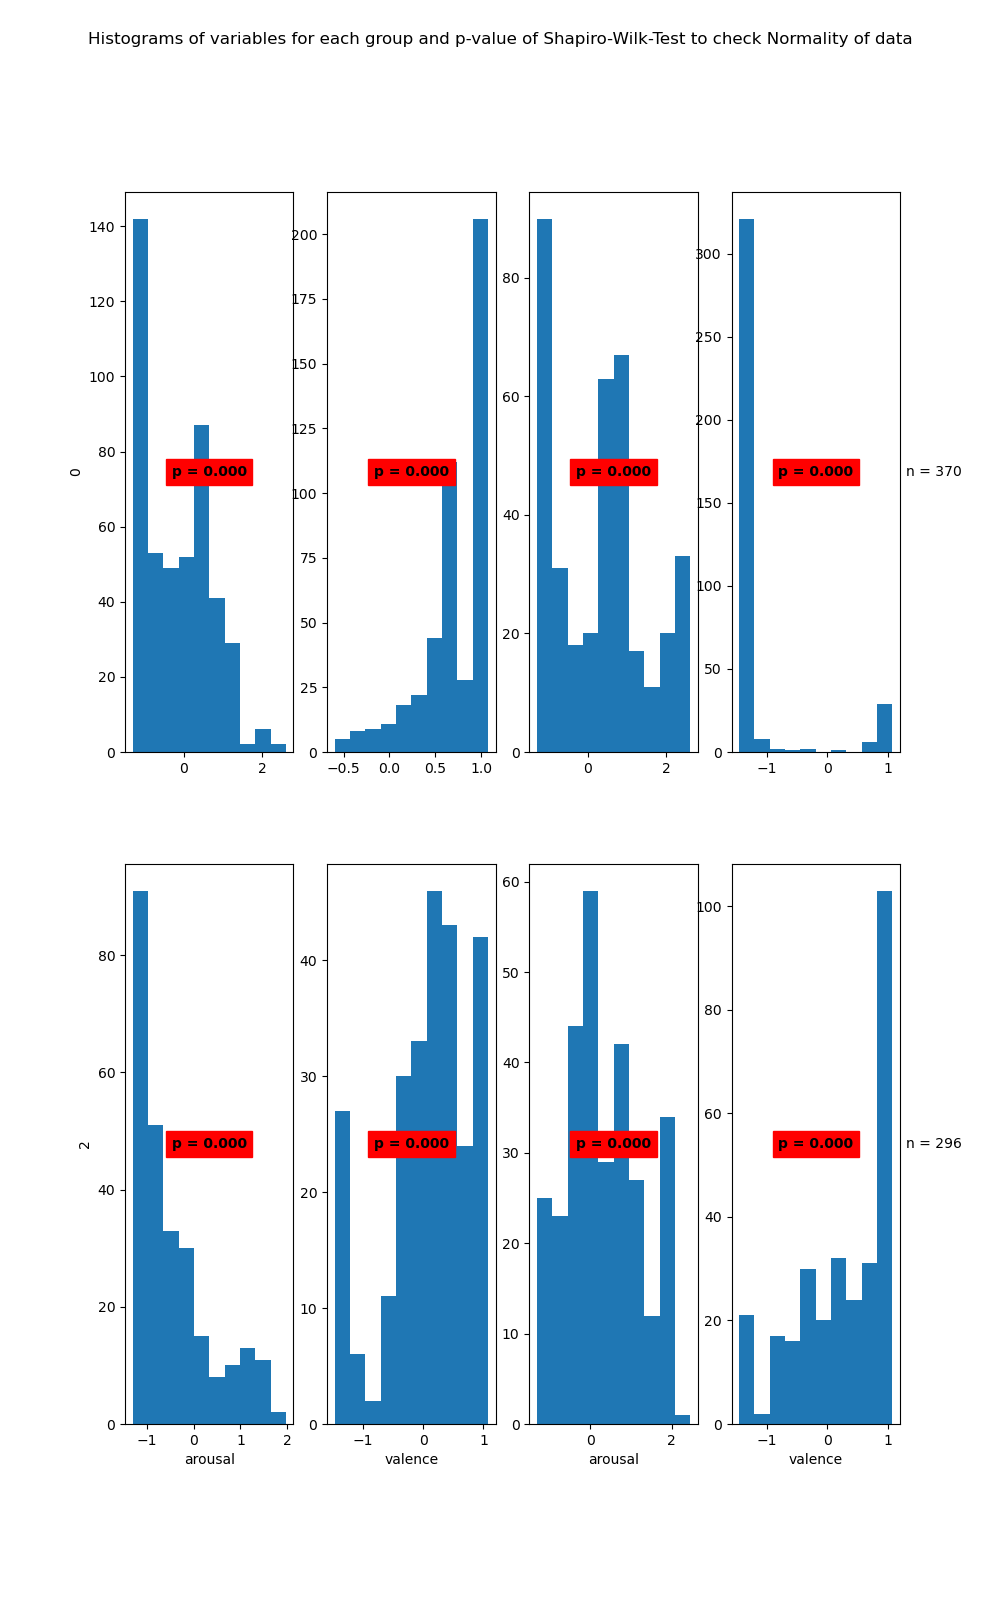 Histograms of variables for each group and p-value of Shapiro-Wilk-Test to check Normality of data
140
120
100
80
60
40
20
0
0
0 2
p = 0.000
200
175
150
125
100
75
50
25
0
−0.5 0.0 0.5 1.0
p = 0.000
80
60
40
20
0
0 2
p = 0.000
300
250
200
150
100
50
0
−1 0 1
p = 0.000
n = 370
2
80
60
40
20
0
−1 0 1 2
arousal
p = 0.000
40
30
20
10
0
−1 0 1
valence
p = 0.000
60
50
40
30
20
10
0
0 2
arousal
p = 0.000
100
80
60
40
20
0
−1 0 1
valence
p = 0.000
n = 296